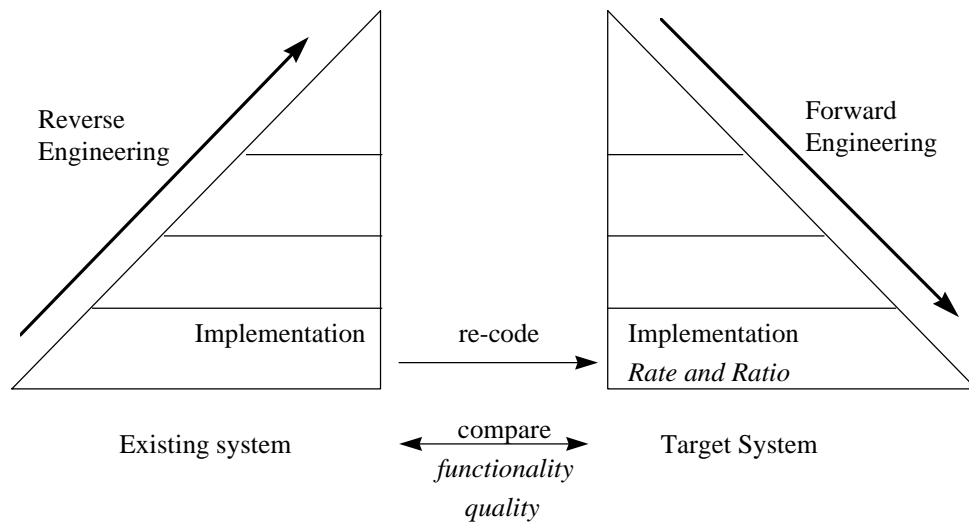 Reverse
Engineering
Forward
Engineering
Implementation
re-code
Implementation
Rate and Ratio
Existing system
compare
Target System
functionality
quality